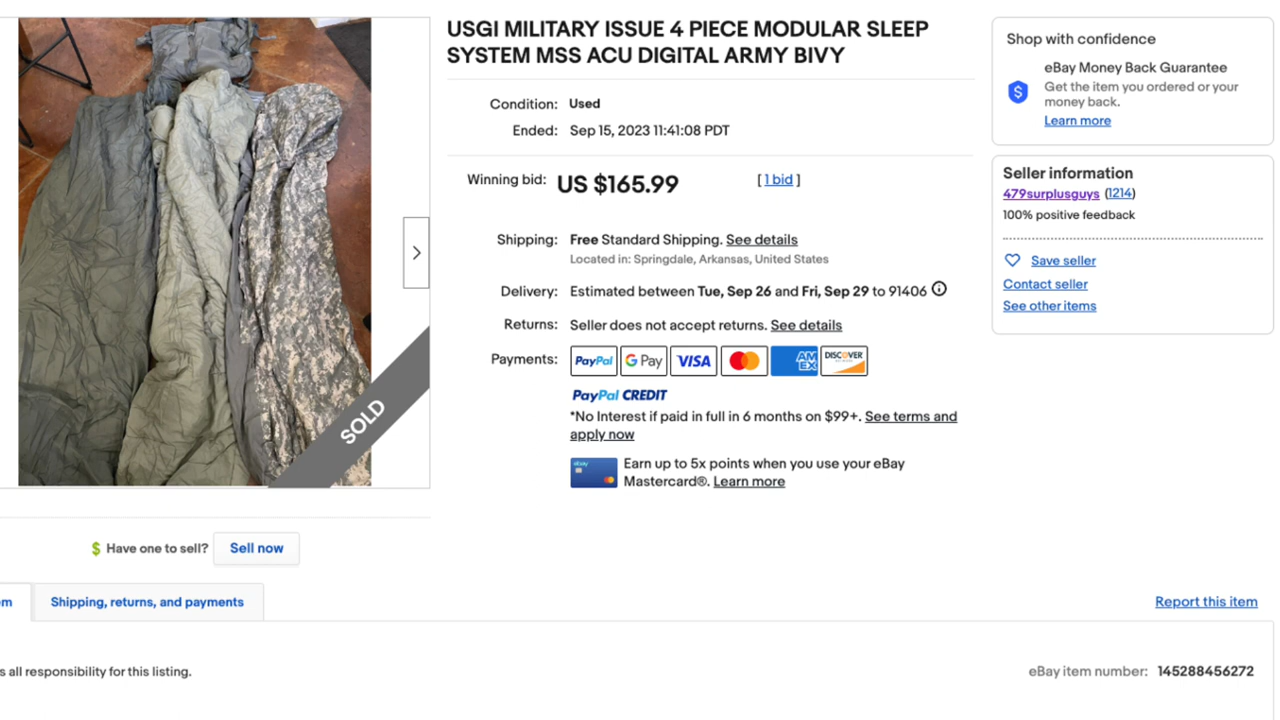 USGI MILITARY ISSUE 4 PIECE MODULAR SLEEP
SYSTEM MSS ACU DIGITAL ARMY BIVY
Condition: Used
Ended: Sep 15, 2023 11:41:08 PDT
Winning bid: US $165.99 [ 1 bid ]
Shipping: Free Standard Shipping. See details
Located in: Springdale, Arkansas, United States
Delivery: Estimated between Tue, Sep 26 and Fri, Sep 29 to 91406
Returns: Seller does not accept returns. See details
Payments: PayPal G Pay VISA AM EX DISCOVER
PayPal CREDIT
*No Interest if paid in full in 6 months on $99+. See terms and
apply now
ebay
Earn up to 5x points when you use your eBay
Mastercard®. Learn more
SOLD
$ Have one to sell? Sell now
Shop with confidence
eBay Money Back Guarantee
$
Get the item you ordered or your
money back.
Learn more
Seller information
479surplusguys (1214)
100% positive feedback
Save seller
Contact seller
See other items
em
Shipping, returns, and payments
Report this item
s all responsibility for this listing.
eBay item number: 145288456272